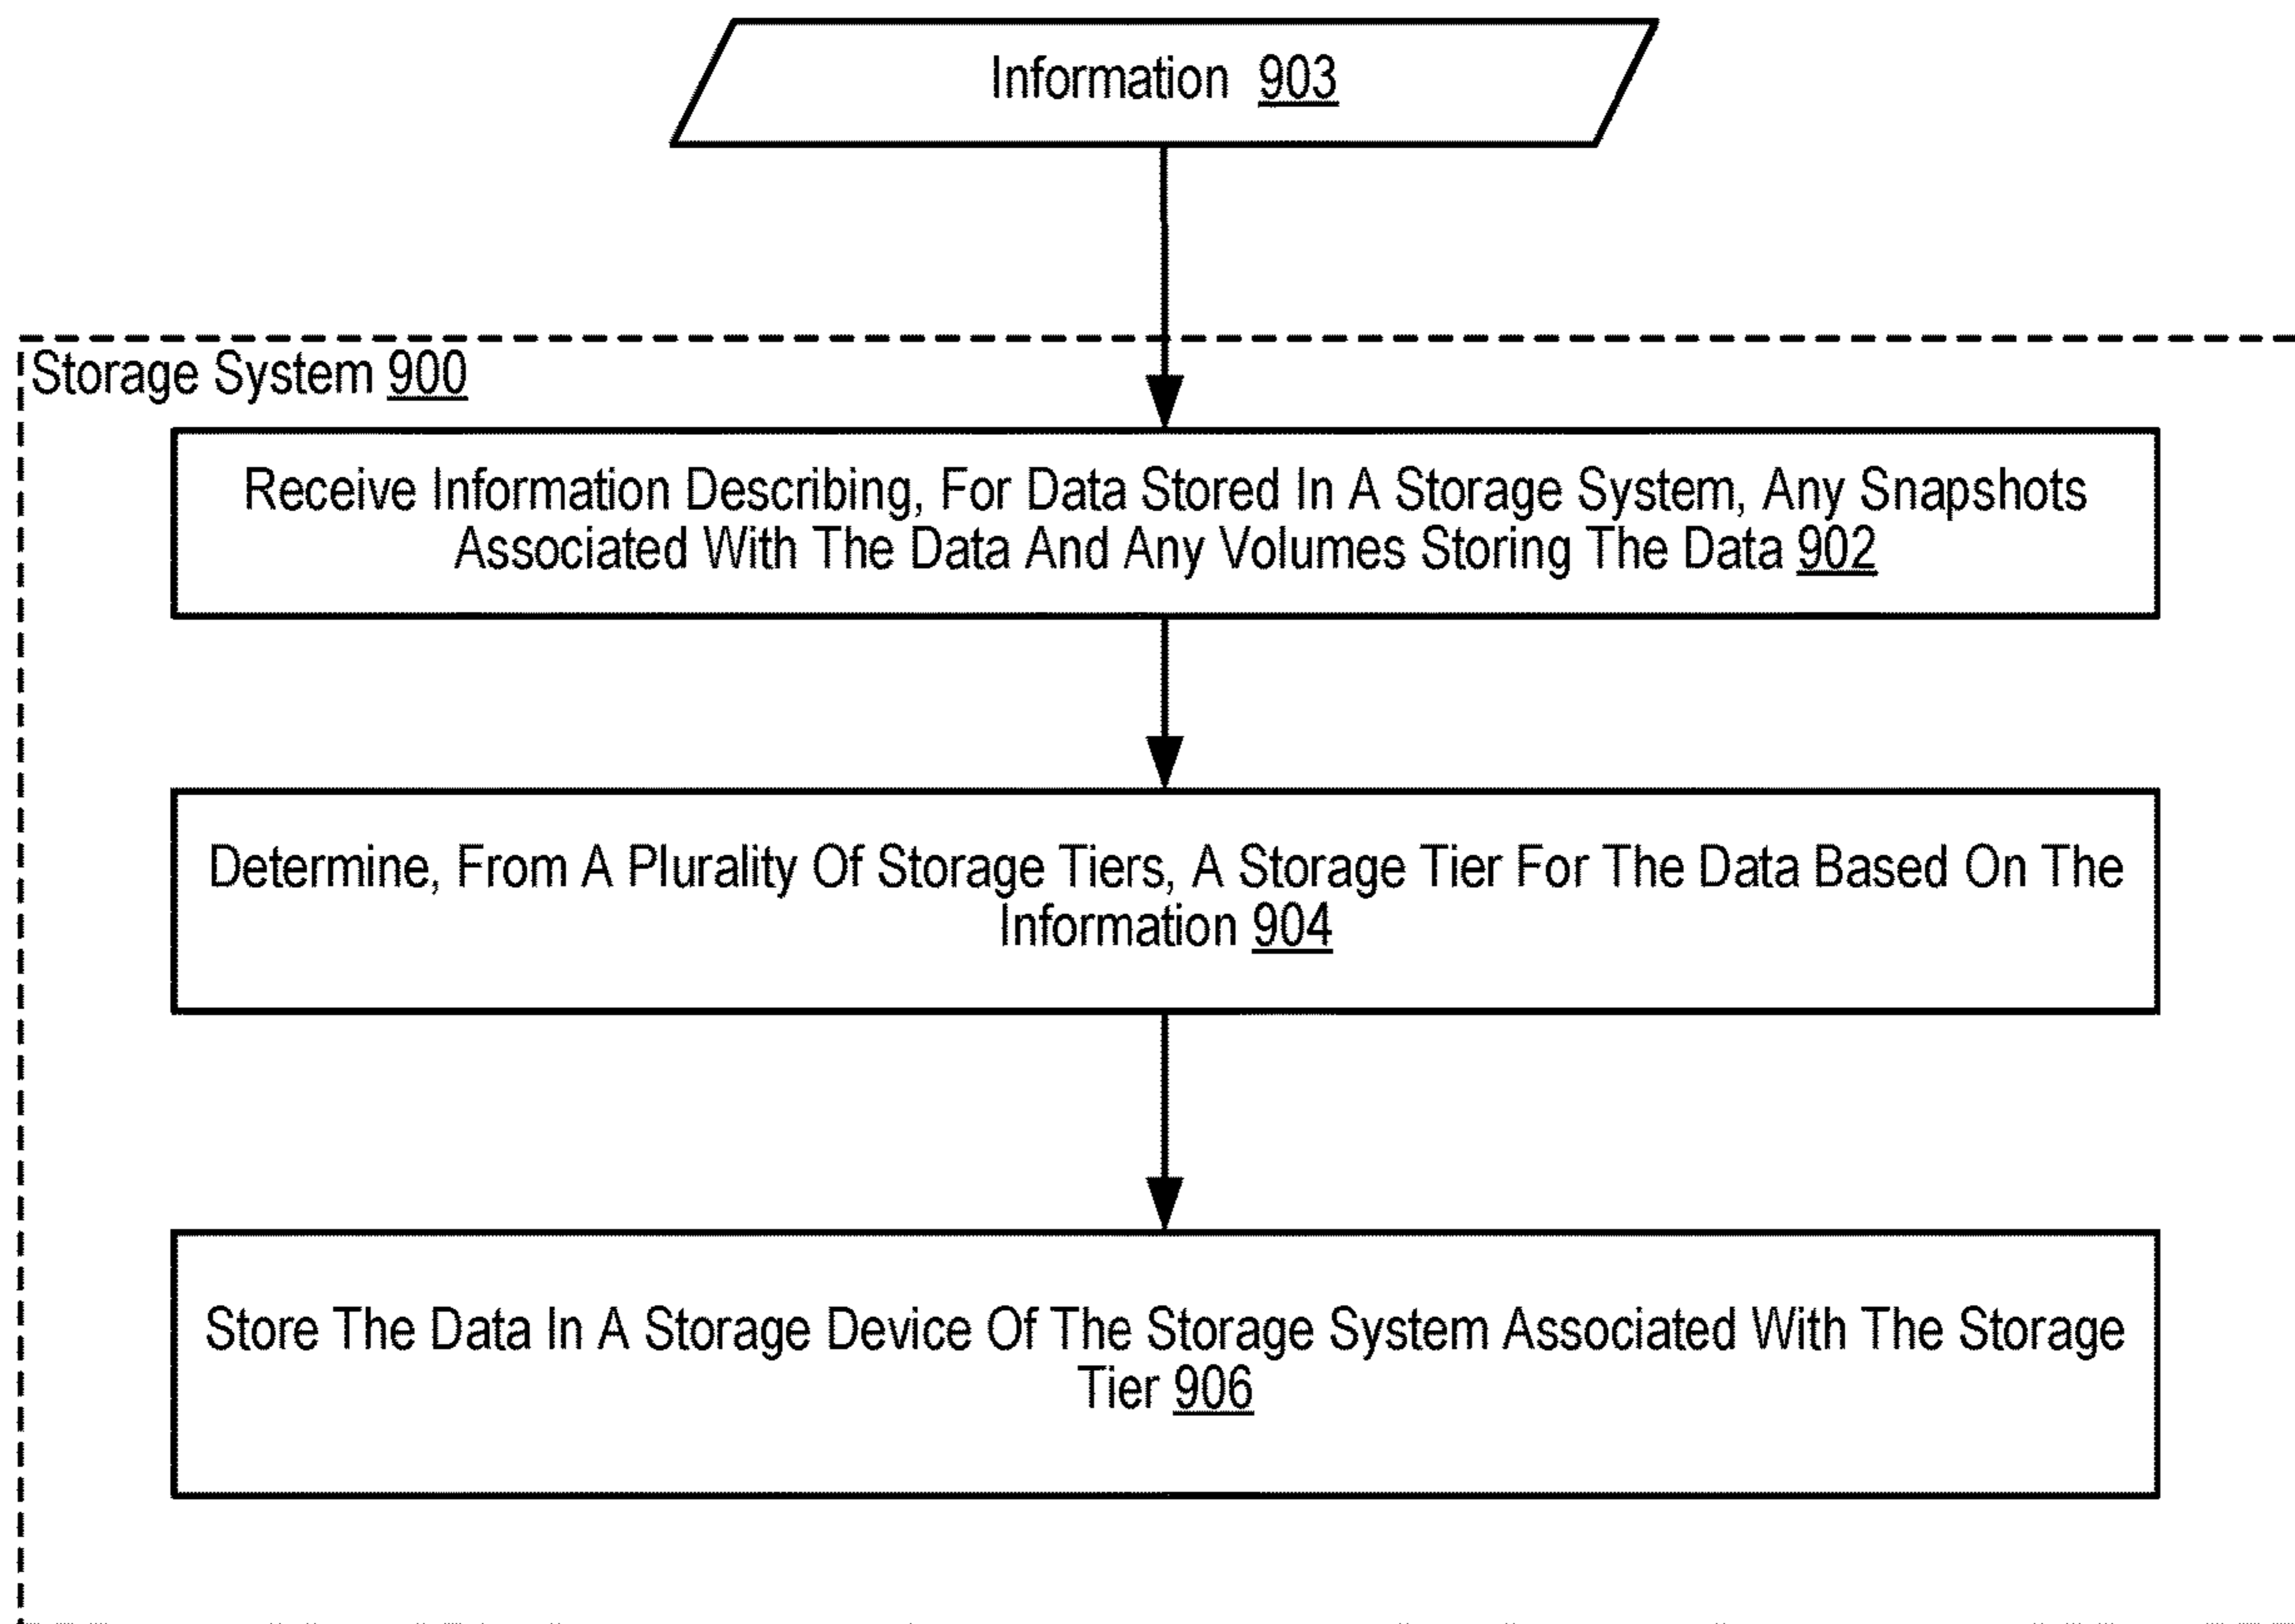 Information 903
Storage System 900
Receive Information Describing, For Data Stored In A Storage System, Any Snapshots
Associated With The Data And Any Volumes Storing The Data 902
Determine, From A Plurality Of Storage Tiers, A Storage Tier For The Data Based On The
Information 904
Store The Data In A Storage Device Of The Storage System Associated With The Storage
Tier 906